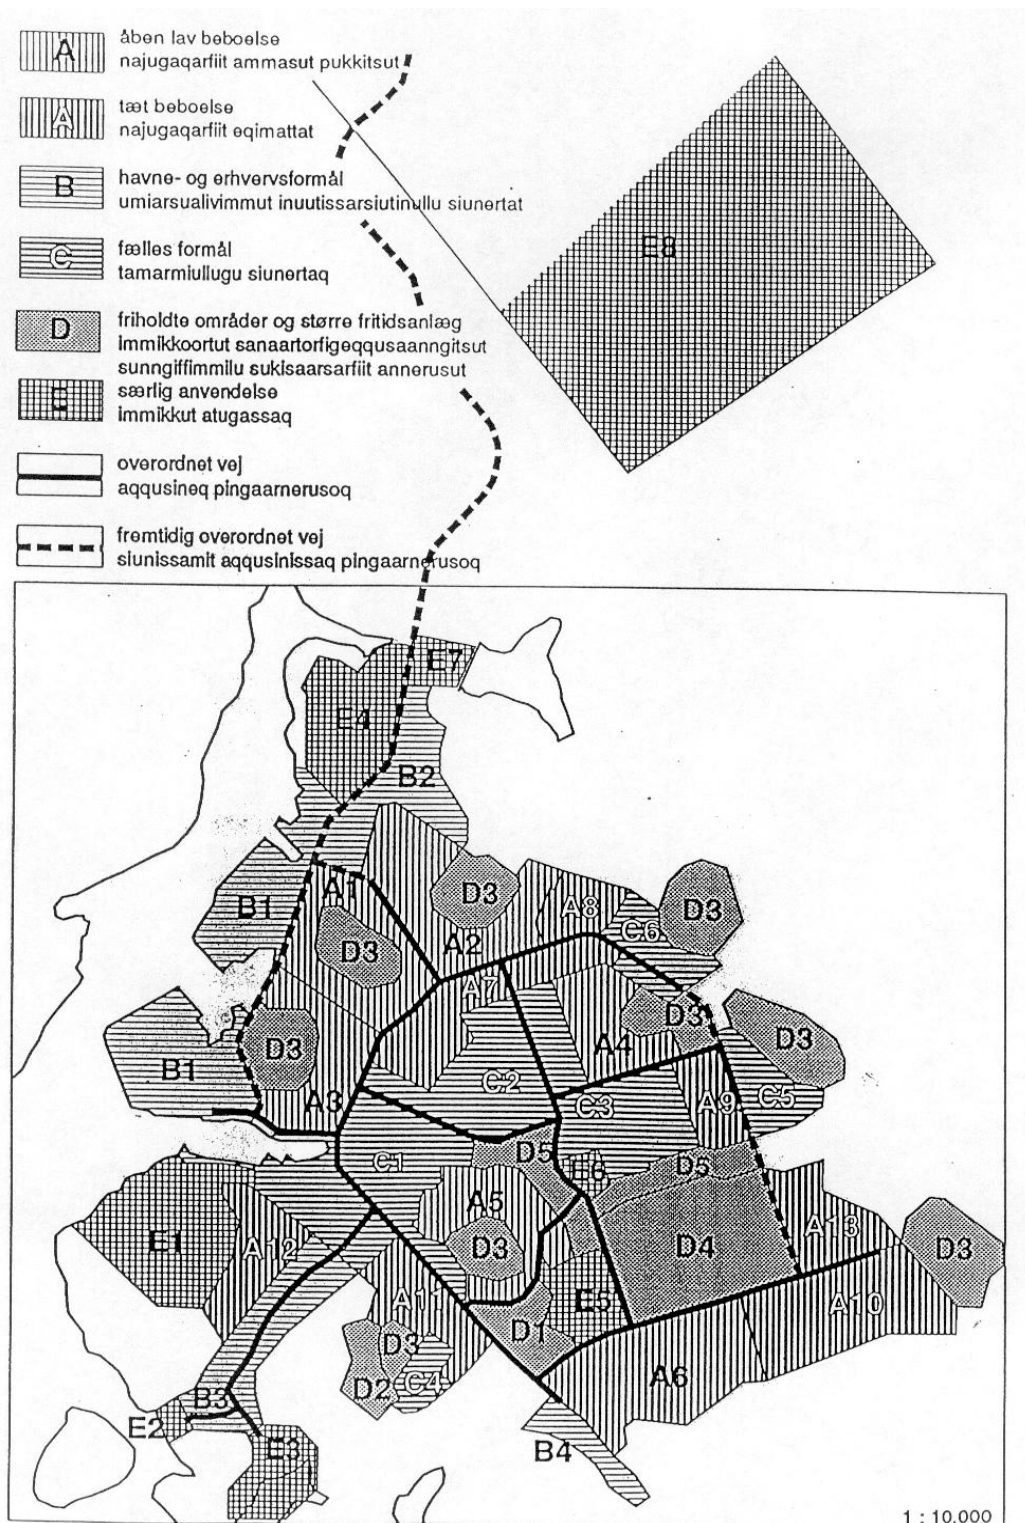 A
åben lav beboelse
najugaqarfiit ammasut pukkitsut
A
tæt beboelse
najugaqarfiit eqimattat
B
havne- og erhvervsformål
umiarsualivimmut inuutissarsiutinullu siunertat
C
fælles formål
tamarmiullugu siunertaq
D
friholdte områder og større fritidsanlæg
immikkoortut sanaartorfigeqqusaanngitsut
sunngiffimmilu sukisaarsarfiit annerusut
E
særlig anvendelse
immikkut atugassaq
overordnet vej
aqqusineq pingaarnerusoq
fremtidig overordnet vej
siunissamit aqqusinissaq pingaarnerusoq
E8
E7
E4
B2
A1
D3
A8
D3
B1
C6
D3
A2
A7
D3
D3
A4
D3
B1
C2
A3
C3
A9
C5
C1
D5
E6
D5
A5
E1
A12
D3
D4
A13
D3
A11
E5
A10
D1
D3
D2
C4
A6
B3
E2
E3
B4
1 : 10.000